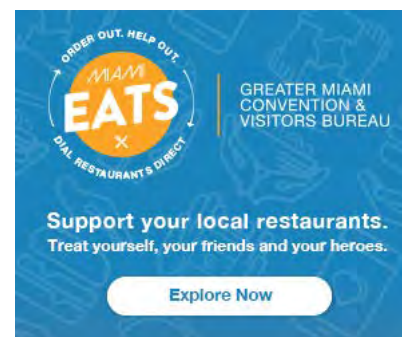 ORDER OUT. HELP OUT.
MIAMI
EATS
DIAL RESTAURANTS DIRECT
GREATER MIAMI
CONVENTION &
VISITORS BUREAU
Support your local restaurants.
Treat yourself, your friends and your heroes.
Explore Now